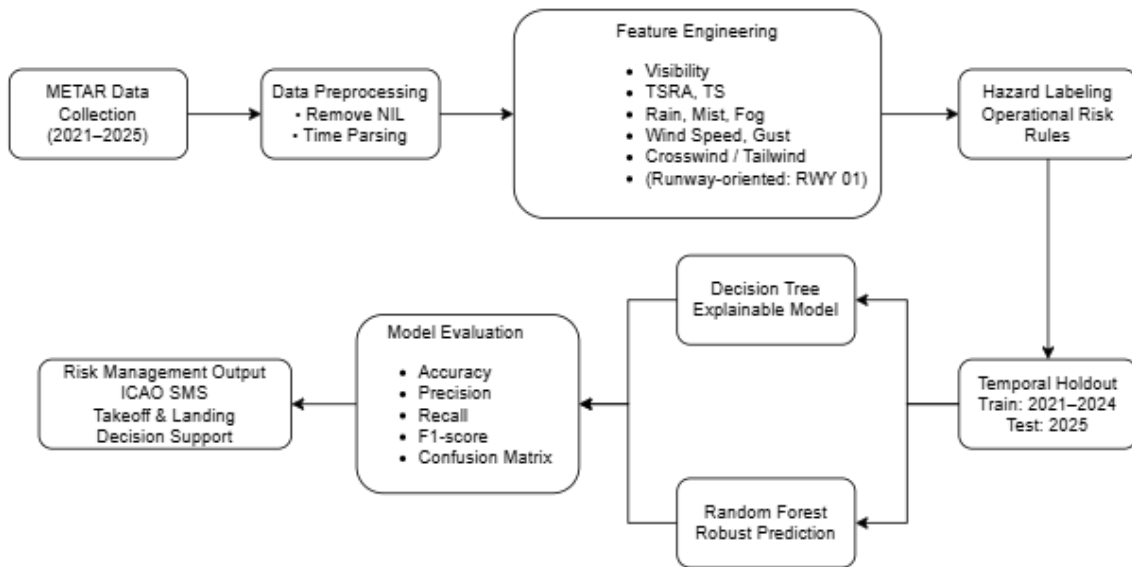 METAR Data
Collection
(2021–2025)
Data Preprocessing
• Remove NIL
• Time Parsing
Feature Engineering
• Visibility
• TSRA, TS
• Rain, Mist, Fog
• Wind Speed, Gust
• Crosswind / Tailwind
• (Runway-oriented: RWY 01)
Hazard Labeling
Operational Risk
Rules
Temporal Holdout
Train: 2021–2024
Test: 2025
Decision Tree
Explainable Model
Random Forest
Robust Prediction
Model Evaluation
• Accuracy
• Precision
• Recall
• F1-score
• Confusion Matrix
Risk Management Output
ICAO SMS
Takeoff & Landing
Decision Support